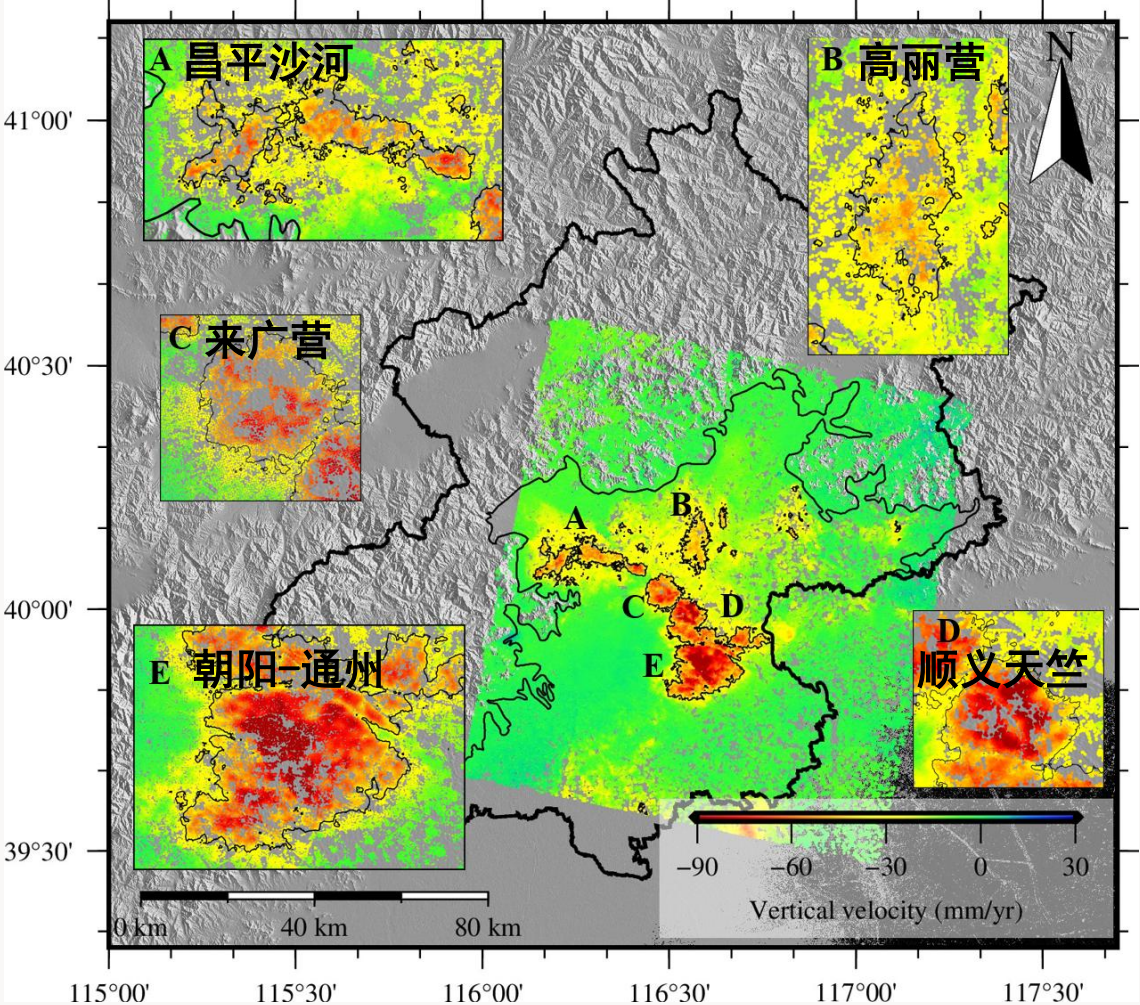 A 昌平沙河
B 高丽营
N
41°00'
C 来广营
40°30'
A
B
40°00'
C
D
E
E 朝阳-通州
D
顺义天竺
39°30'
−90 −60 −30 0 30
Vertical velocity (mm/yr)
0 km 40 km 80 km
115°00' 115°30' 116°00' 116°30' 117°00' 117°30'